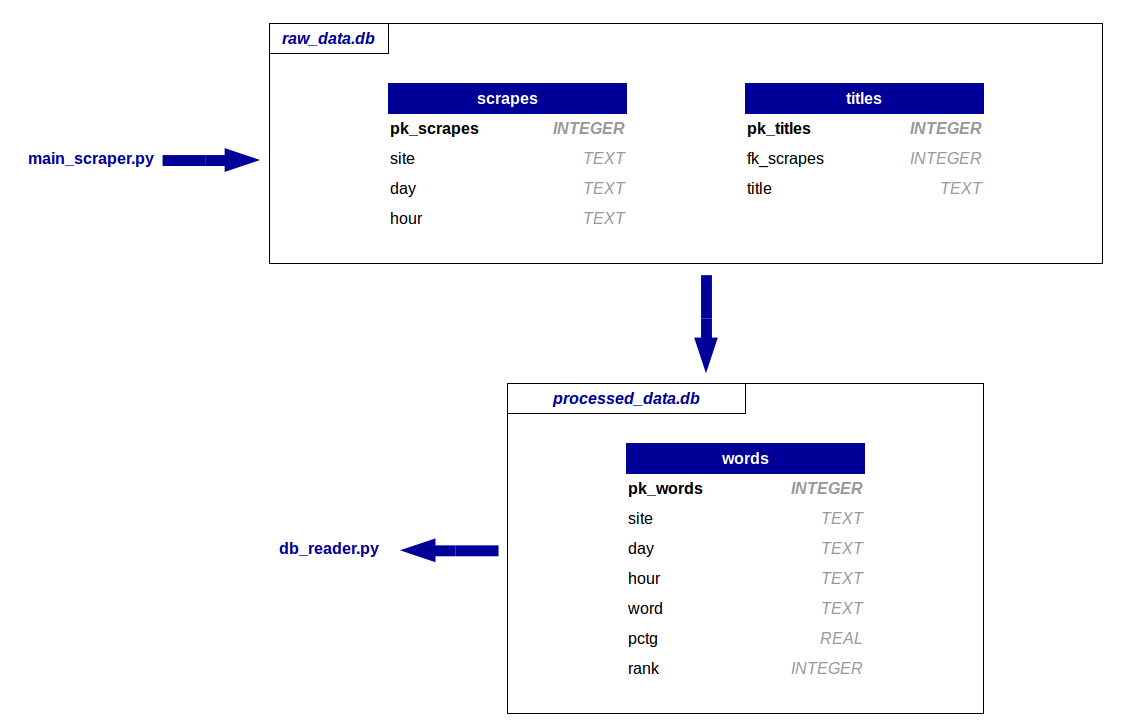 raw_data.db
scrapes
pk_scrapes INTEGER
site TEXT
day TEXT
hour TEXT
titles
pk_titles INTEGER
fk_scrapes INTEGER
title TEXT
main_scraper.py
processed_data.db
words
pk_words INTEGER
site TEXT
day TEXT
hour TEXT
word TEXT
pctg REAL
rank INTEGER
db_reader.py